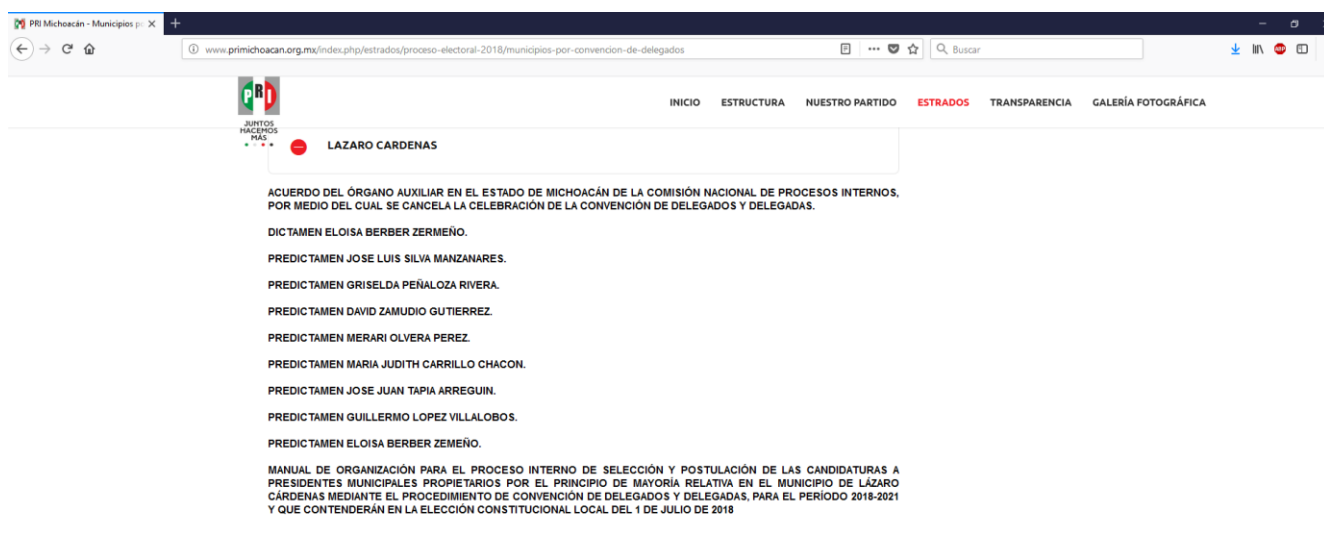 PRI Michoacán - Municipios po
www.primichoacan.org.mx/index.php/estrados/proceso-electoral-2018/municipios-por-convencion-de-delegados
Buscar
ABP
PRI
JUNTOS
HACEMOS
MÁS
INICIO ESTRUCTURA NUESTRO PARTIDO ESTRADOS TRANSPARENCIA GALERÍA FOTOGRÁFICA
LAZARO CARDENAS
ACUERDO DEL ÓRGANO AUXILIAR EN EL ESTADO DE MICHOACÁN DE LA COMISIÓN NACIONAL DE PROCESOS INTERNOS,
POR MEDIO DEL CUAL SE CANCELA LA CELEBRACIÓN DE LA CONVENCIÓN DE DELEGADOS Y DELEGADAS.
DICTAMEN ELOISA BERBER ZERMEÑO.
PREDICTAMEN JOSE LUIS SILVA MANZANARES.
PREDICTAMEN GRISELDA PEÑALOZA RIVERA.
PREDICTAMEN DAVID ZAMUDIO GUTIERREZ.
PREDICTAMEN MERARI OLVERA PEREZ.
PREDICTAMEN MARIA JUDITH CARRILLO CHACON.
PREDICTAMEN JOSE JUAN TAPIA ARREGUIN.
PREDICTAMEN GUILLERMO LOPEZ VILLALOBOS.
PREDICTAMEN ELOISA BERBER ZEMEÑO.
MANUAL DE ORGANIZACIÓN PARA EL PROCESO INTERNO DE SELECCIÓN Y POSTULACIÓN DE LAS CANDIDATURAS A
PRESIDENTES MUNICIPALES PROPIETARIOS POR EL PRINCIPIO DE MAYORÍA RELATIVA EN EL MUNICIPIO DE LÁZARO
CÁRDENAS MEDIANTE EL PROCEDIMIENTO DE CONVENCIÓN DE DELEGADOS Y DELEGADAS, PARA EL PERÍODO 2018-2021
Y QUE CONTENDERÁN EN LA ELECCIÓN CONSTITUCIONAL LOCAL DEL 1 DE JULIO DE 2018